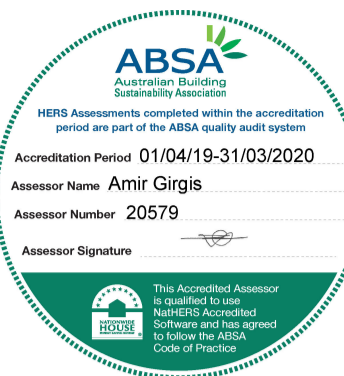 ABSA
Australian Building
Sustainability Association
HERS Assessments completed within the accreditation
period are part of the ABSA quality audit system
Accreditation Period 01/04/19-31/03/2020
Assessor Name Amir Girgis
Assessor Number 20579
Assessor Signature
This Accredited Assessor
is qualified to use
NatHERS Accredited
Software and has agreed
to follow the ABSA
Code of Practice
NATIONWIDE
HOUSE